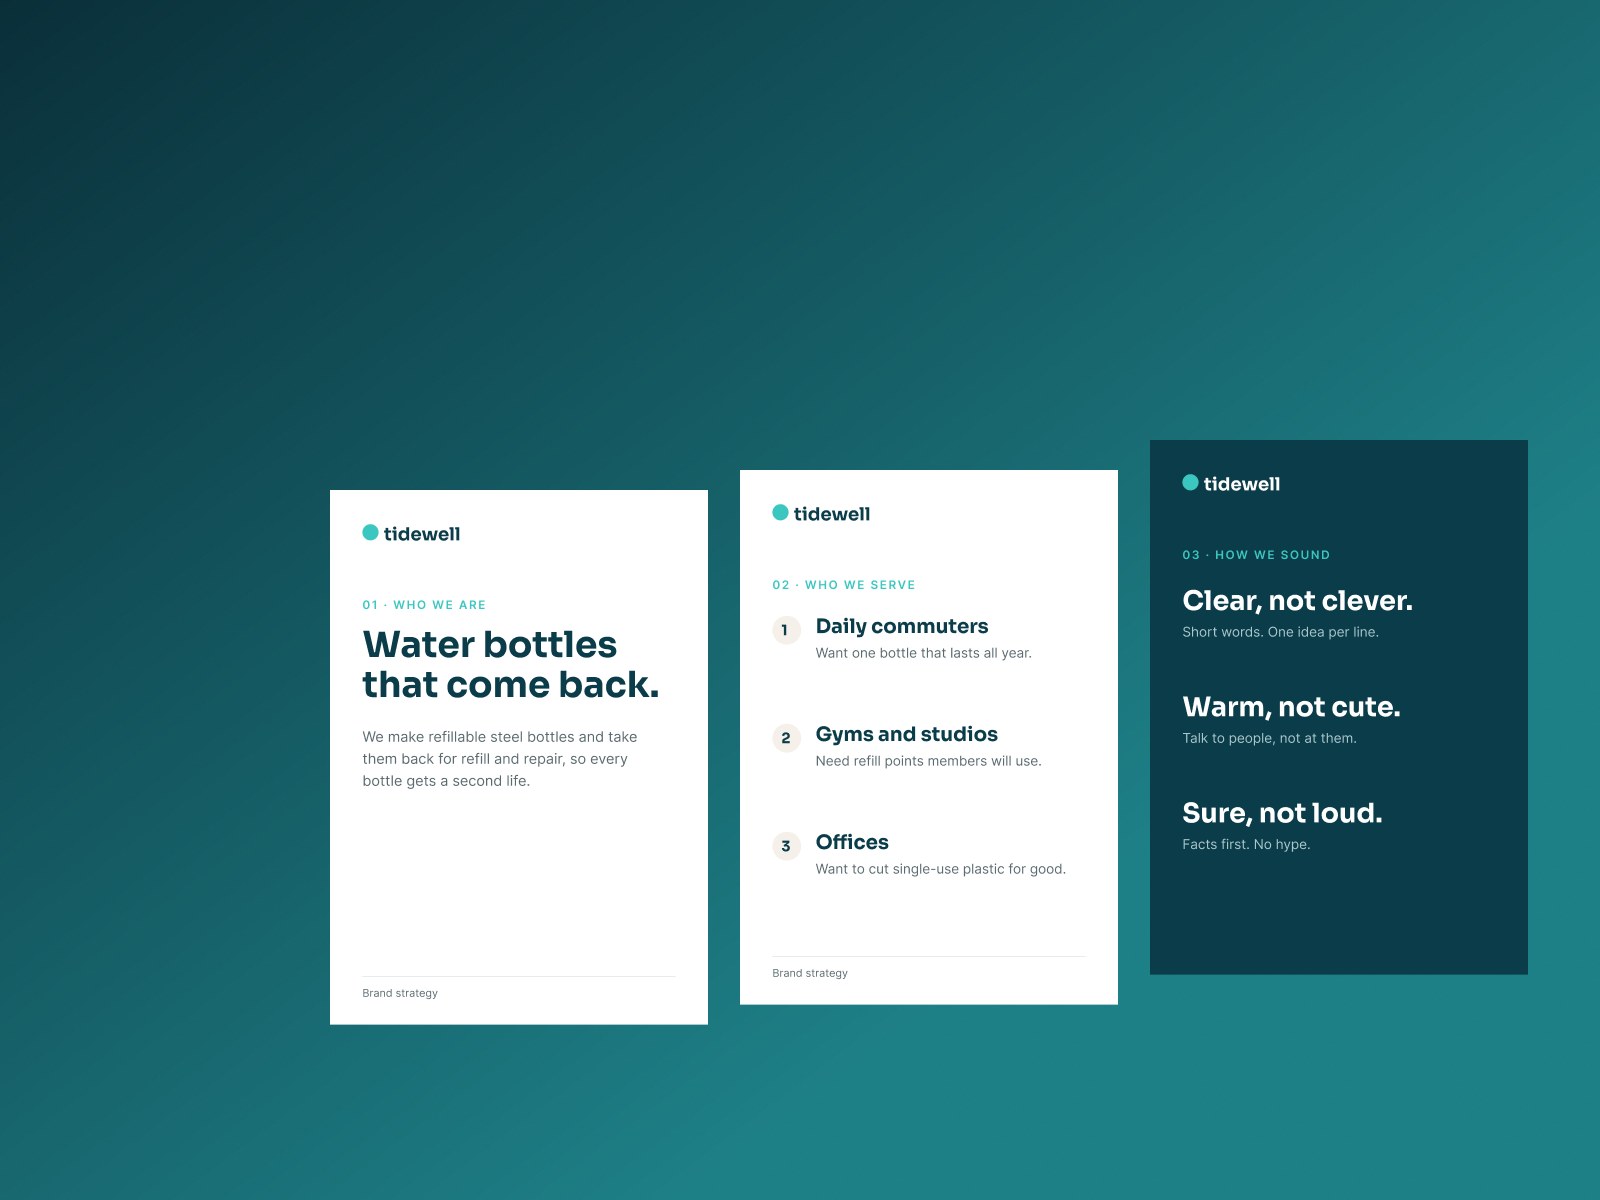 tidewell
01 · WHO WE ARE
Water bottles
that come back.
We make refillable steel bottles and take
them back for refill and repair, so every
bottle gets a second life.
Brand strategy
tidewell
02 · WHO WE SERVE
1 Daily commuters
Want one bottle that lasts all year.
2 Gyms and studios
Need refill points members will use.
3 Offices
Want to cut single-use plastic for good.
Brand strategy
tidewell
03 · HOW WE SOUND
Clear, not clever.
Short words. One idea per line.
Warm, not cute.
Talk to people, not at them.
Sure, not loud.
Facts first. No hype.